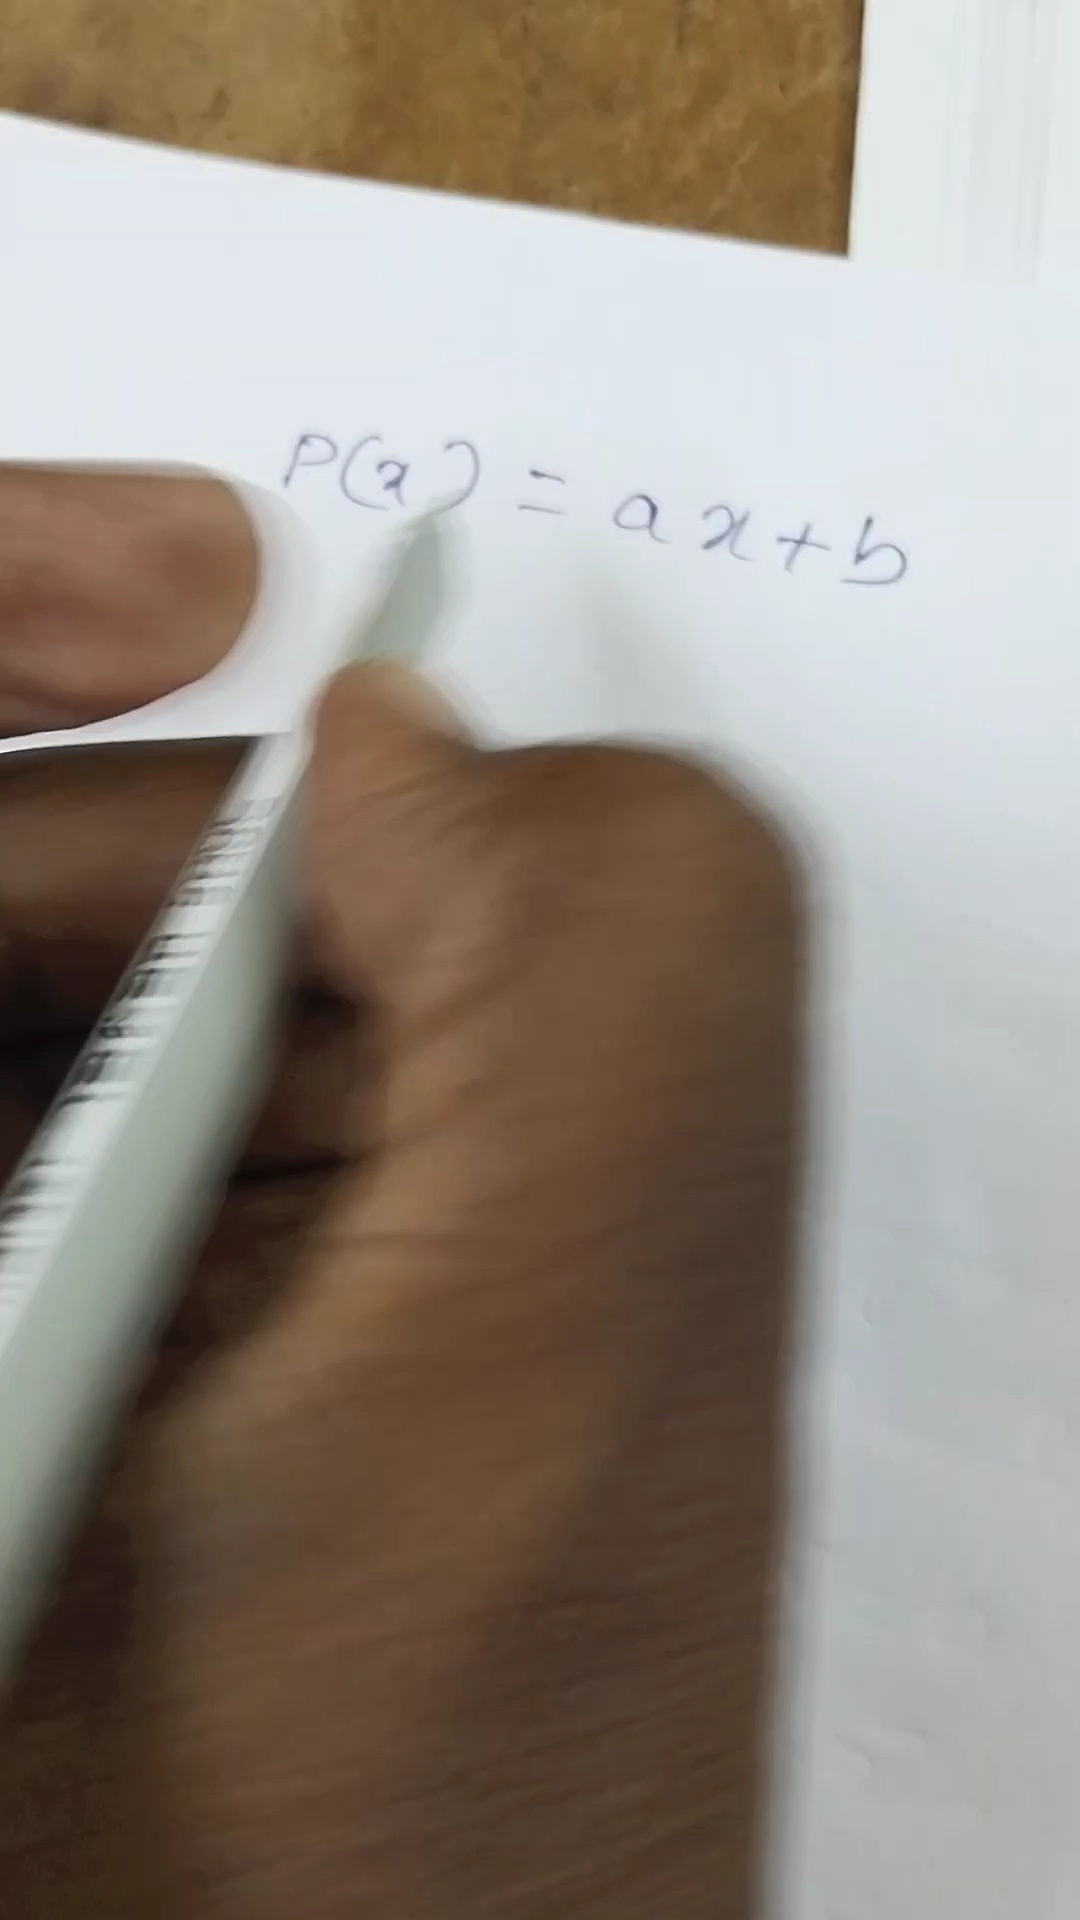 P(x) = ax+b